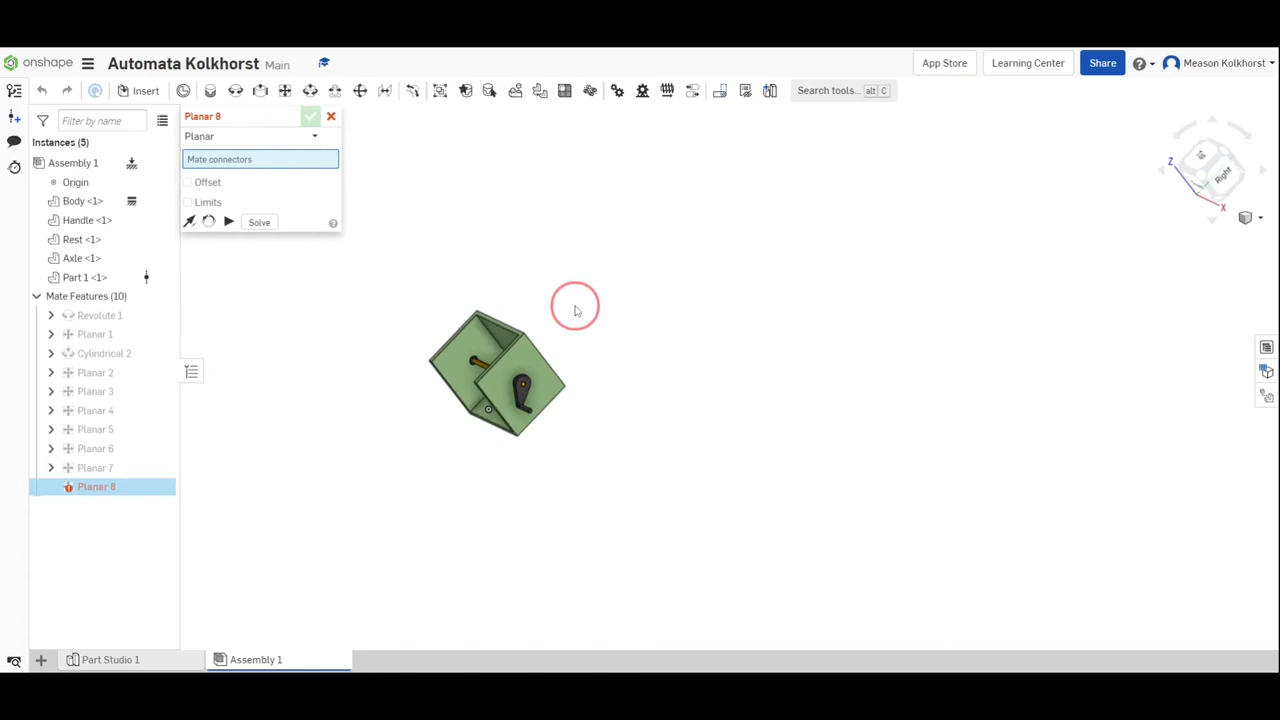 onshape Automata Kolkhorst Main App Store Learning Center Share Meason Kolkhorst
Insert Search tools... alt C
Filter by name
Instances (5)
Assembly 1
Origin
Body <1>
Handle <1>
Rest <1>
Axle <1>
Part 1 <1>
Mate Features (10)
Revolute 1
Planar 1
Cylindrical 2
Planar 2
Planar 3
Planar 4
Planar 5
Planar 6
Planar 7
Planar 8
Planar 8
Planar
Mate connectors
Offset
Limits
Solve
Z
Right
X
Part Studio 1 Assembly 1